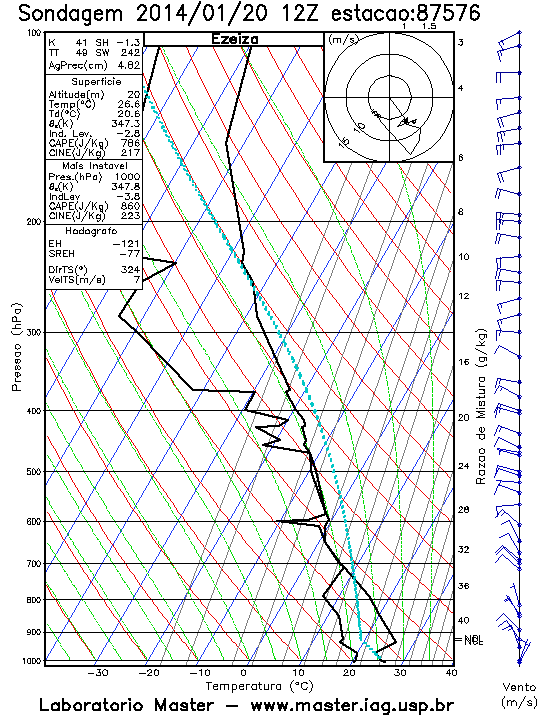 Sondagem 2014/01/20 12Z estacao:87576
Ezeiza
K 41 SH -1.3
TT 49 SW 242
AgPrec(cm) 4.82
Superficie
Altitude(m) 20
Temp(°C) 26.6
Td(°C) 20.6
θe(k) 347.3
Ind. Lev. -2.8
CAPE(J/Kg) 786
CINE(J/Kg) 217
Mais Instavel
Pres.(hPa) 1000
θe(k) 347.8
IndLev -3.8
CAPE(J/Kg) 860
CINE(J/Kg) 223
Hodografo
EH -121
SREH -77
DirTS(°) 324
VelTS(m/s) 7
(m/s)
10
15
1 1.5
3
4
6
8
10
12
16
20
24
28
32
36
40
NCL
Razao de Mistura (g/kg)
Pressao (hPa)
100
200
300
400
500
600
700
800
900
1000
-30 -20 -10 0 10 20 30 40
Temperatura (°C)
Vento
(m/s)
Laboratorio Master - www.master.iag.usp.br